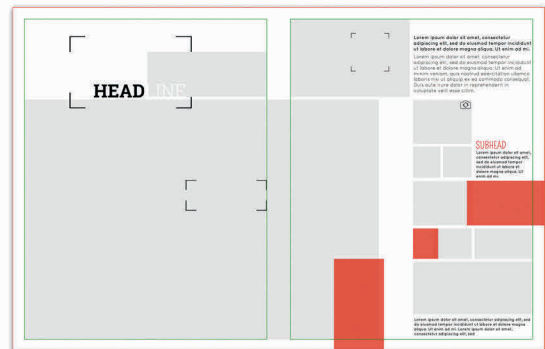 HEADLINE
Lorem ipsum dolor sit amet, consectetur
adipiscing elit, sed do eiusmod tempor incididunt
ut labore et dolore magna aliqua. Ut enim ad mi.
Lorem ipsum dolor sit amet, consectetur
adipiscing elit, sed do eiusmod tempor incididunt
ut labore et dolore magna aliqua. Ut enim ad
minim veniam, quis nostrud exercitation ullamco
laboris nisi ut aliquip ex ea commodo consequat.
Duis aute irure dolor in reprehenderit in
voluptate velit esse cillm.
SUBHEAD
Lorem ipsum dolor sit amet,
consectetur adipiscing elit,
sed do eiusmod tempor
incididunt ut labore et
dolore magna aliqua. Ut
enim ad mi.
Lorem ipsum dolor sit amet, consectetur adipiscing elit, sed
do eiusmod tempor incididunt ut labore et dolore magna
aliqua. Ut enim ad mi. Lorem ipsum dolor sit amet,
consectetur adipiscing elit, sed